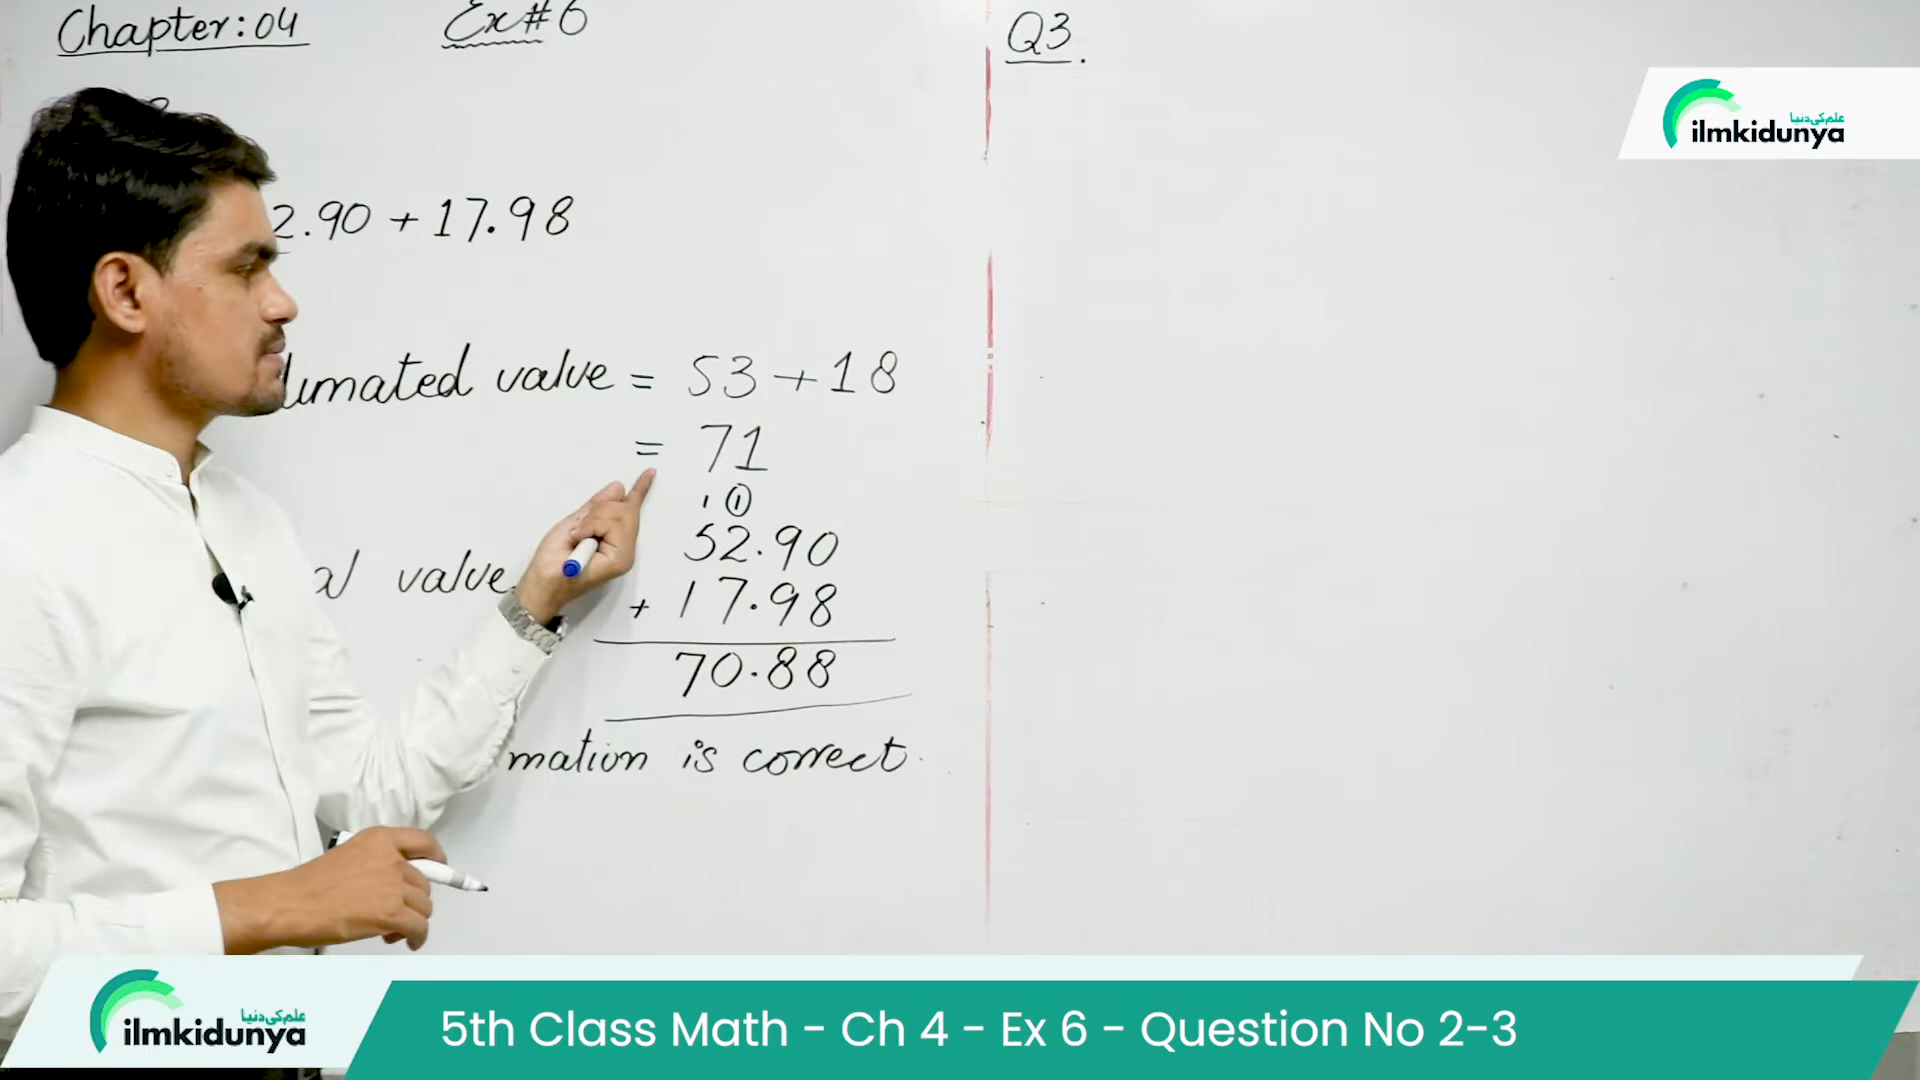 Chapter: 04 Ex # 6
Q3.
علم کی دنیا
ilmkidunya
2.90 + 17.98
value = 53 + 18
= 71
1 1
value
52.90
+ 17.98
70.88
is correct.
علم کی دنیا
ilmkidunya
5th Class Math - Ch 4 - Ex 6 - Question No 2-3